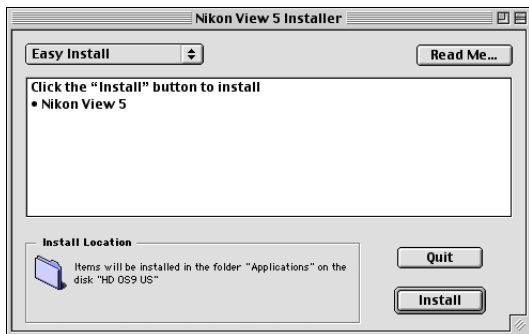 Nikon View 5 Installer
Easy Install
Read Me...
Click the “Install” button to install
• Nikon View 5
Install Location
Items will be installed in the folder "Applications" on the
disk "HD OS9 US"
Quit
Install